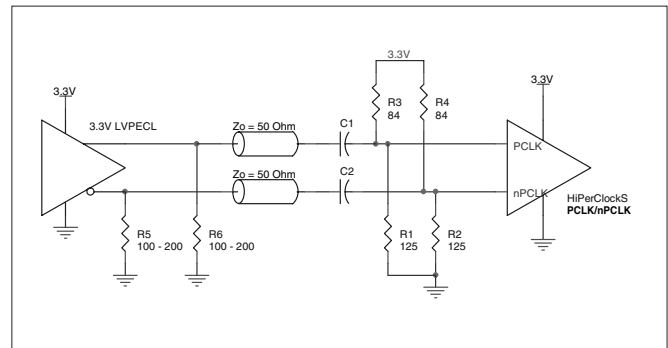 3.3V
3.3V
3.3V
R3
84
R4
84
3.3V LVPECL
Zo = 50 Ohm
C1
PCLK
Zo = 50 Ohm
C2
nPCLK
HiPerClockS
PCLK/nPCLK
R5
100 - 200
R6
100 - 200
R1
125
R2
125